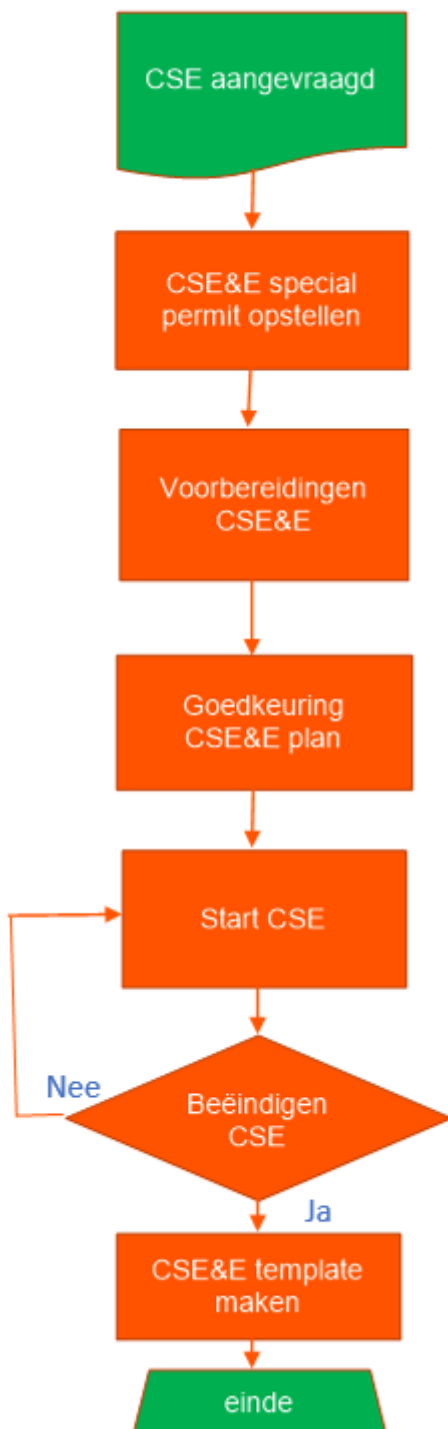 CSE aangevraagd
CSE&E special
permit opstellen
Voorbereidingen
CSE&E
Goedkeuring
CSE&E plan
Start CSE
Nee
Beëindigen
CSE
Ja
CSE&E template
maken
einde